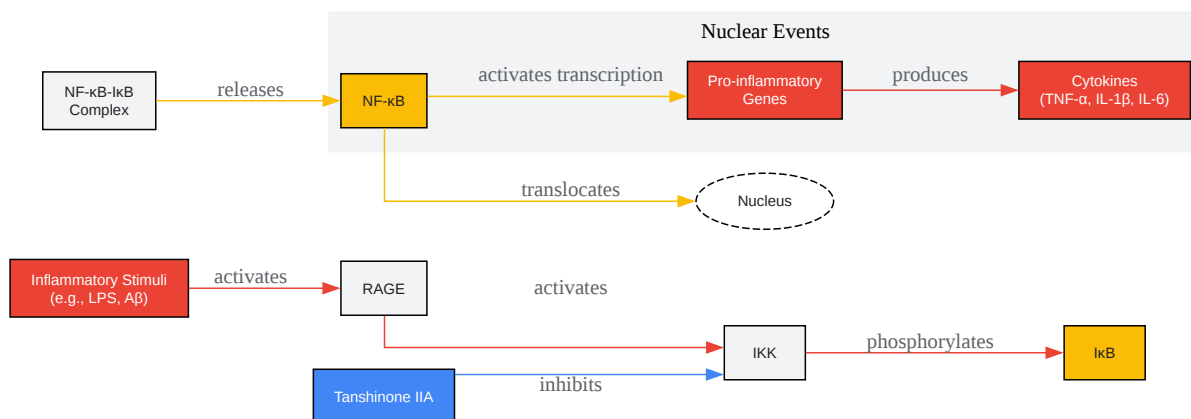 Nuclear Events
NF-κB-IκB
Complex
releases
NF-κB
activates transcription
Pro-inflammatory
Genes
produces
Cytokines
(TNF-α, IL-1β, IL-6)
translocates
Nucleus
Inflammatory Stimuli
(e.g., LPS, Aβ)
activates
RAGE
activates
IKK
phosphorylates
IκB
Tanshinone IIA
inhibits